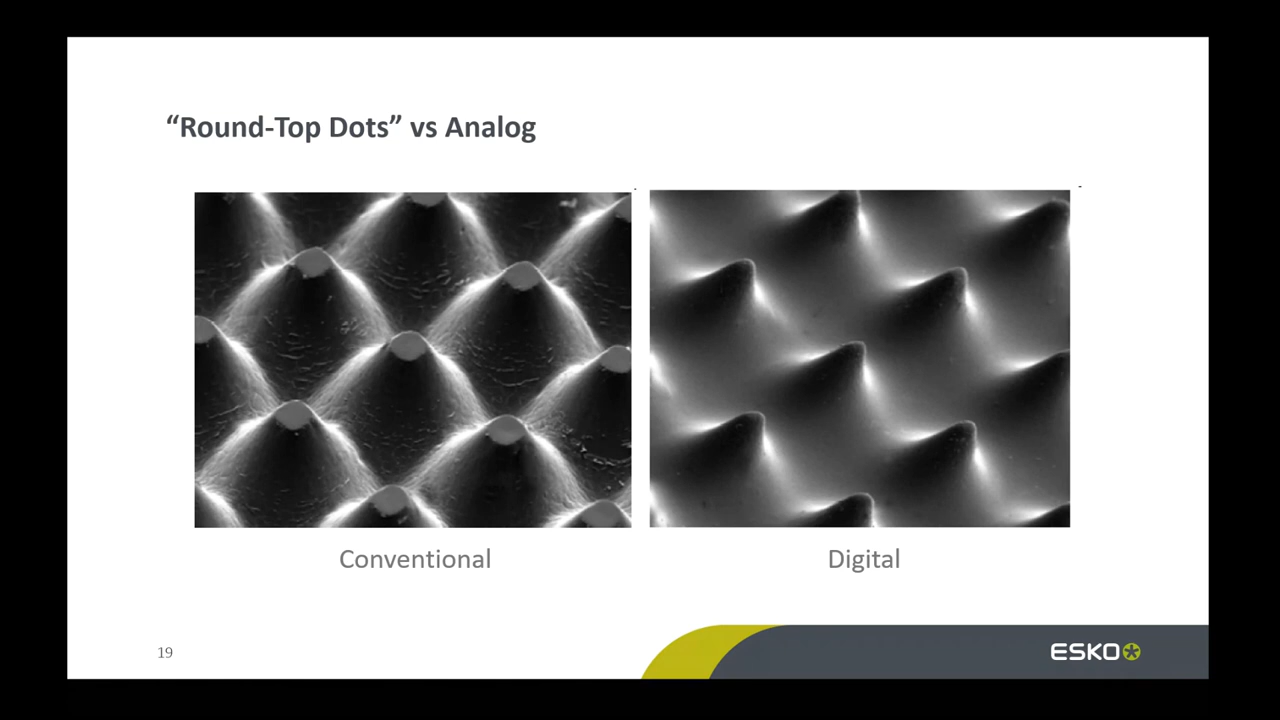 “Round-Top Dots” vs Analog
Conventional
Digital
19
ESKO